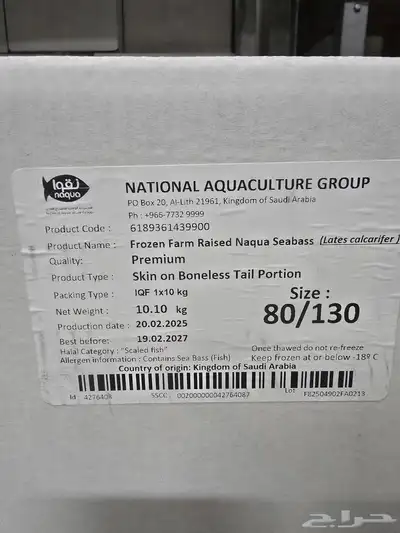 نقوا
naqua
NATIONAL AQUACULTURE GROUP
PO Box 20, Al-Lith 21961, Kingdom of Saudi Arabia
Ph : +966-7732 9999
Product Code : 6189361439900
Product Name : Frozen Farm Raised Naqua Seabass (Lates calcarifer)
Quality: Premium
Product Type : Skin on Boneless Tail Portion
Packing Type: IQF 1x10 kg
Size :
Net Weight : 10.10 kg
80/130
Production date : 20.02.2025
Best before: 19.02.2027
Once thawed do not re-freeze
Halal Category : "Scaled fish"
Keep frozen at or below -18º C
Allergen information : Contains Sea Bass (Fish)
Country of origin: Kingdom of Saudi Arabia
Id 4276408 SSCC : 002000000042764087 Lot F82504902FA0213
حراج